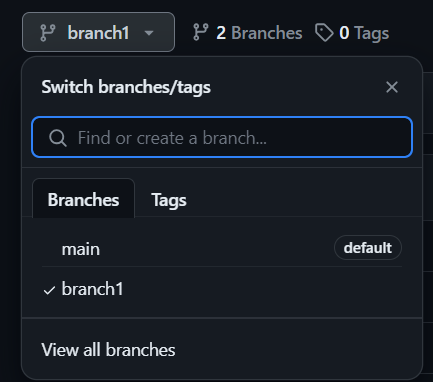 branch1 2 Branches 0 Tags
Switch branches/tags
Find or create a branch...
Branches Tags
main default
branch1
View all branches